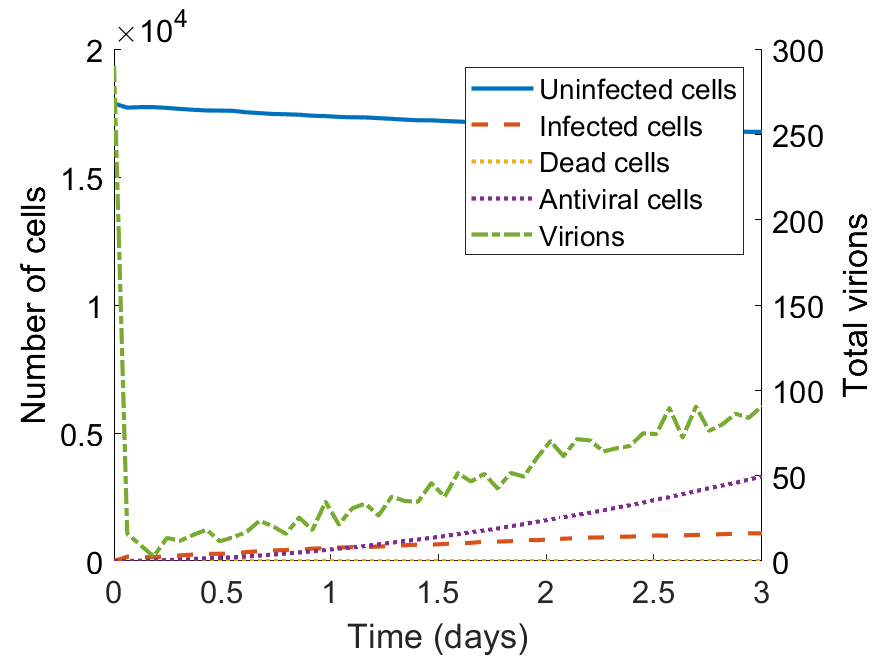 ×10^4
2
1.5
1
0.5
0
Number of cells
300
250
200
150
100
50
0
Total virions
Uninfected cells
Infected cells
Dead cells
Antiviral cells
Virions
0 0.5 1 1.5 2 2.5 3
Time (days)